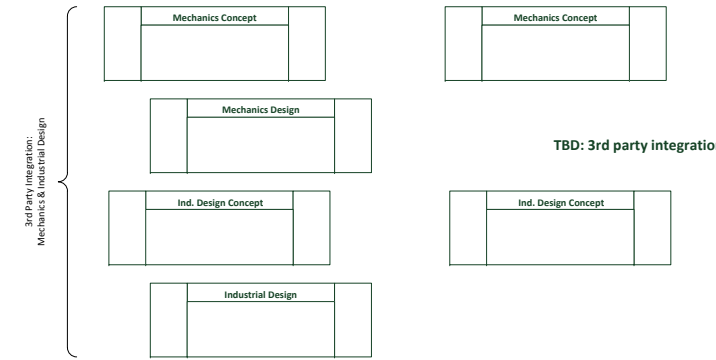 3rd Party Integration:
Mechanics & Industrial Design
Mechanics Concept
Mechanics Concept
Mechanics Design
TBD: 3rd party integratio
Ind. Design Concept
Ind. Design Concept
Industrial Design